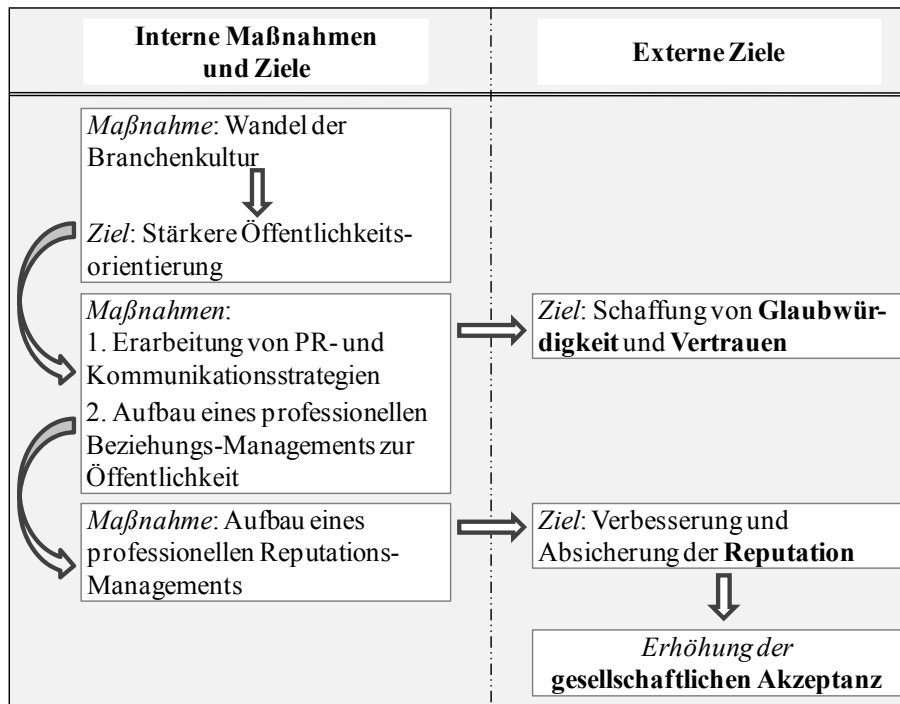 Interne Maßnahmen
und Ziele
Externe Ziele
Maßnahme: Wandel der
Branchenkultur
Ziel: Stärkere Öffentlichkeits-
orientierung
Maßnahmen:
1. Erarbeitung von PR- und
Kommunikationsstrategien
2. Aufbau eines professionellen
Beziehungs-Managements zur
Öffentlichkeit
Ziel: Schaffung von Glaubwür-
digkeit und Vertrauen
Maßnahme: Aufbau eines
professionellen Reputations-
Managements
Ziel: Verbesserung und
Absicherung der Reputation
Erhöhung der
gesellschaftlichen Akzeptanz